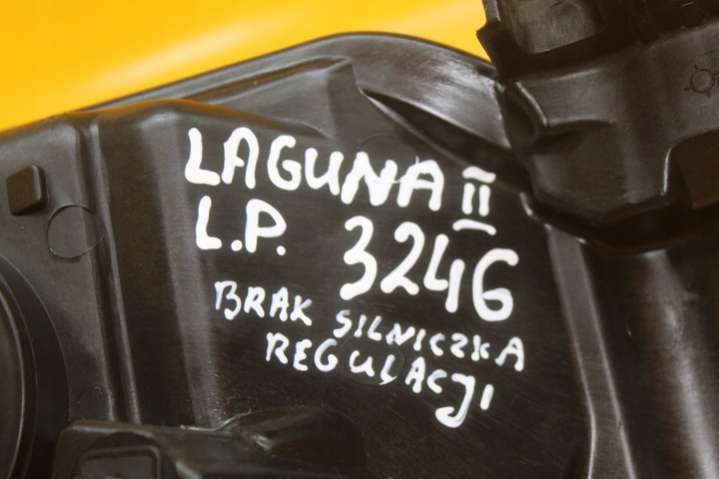 LAGUNA II
L.P. 3246
BRAK SILNICZKA
REGULACJI